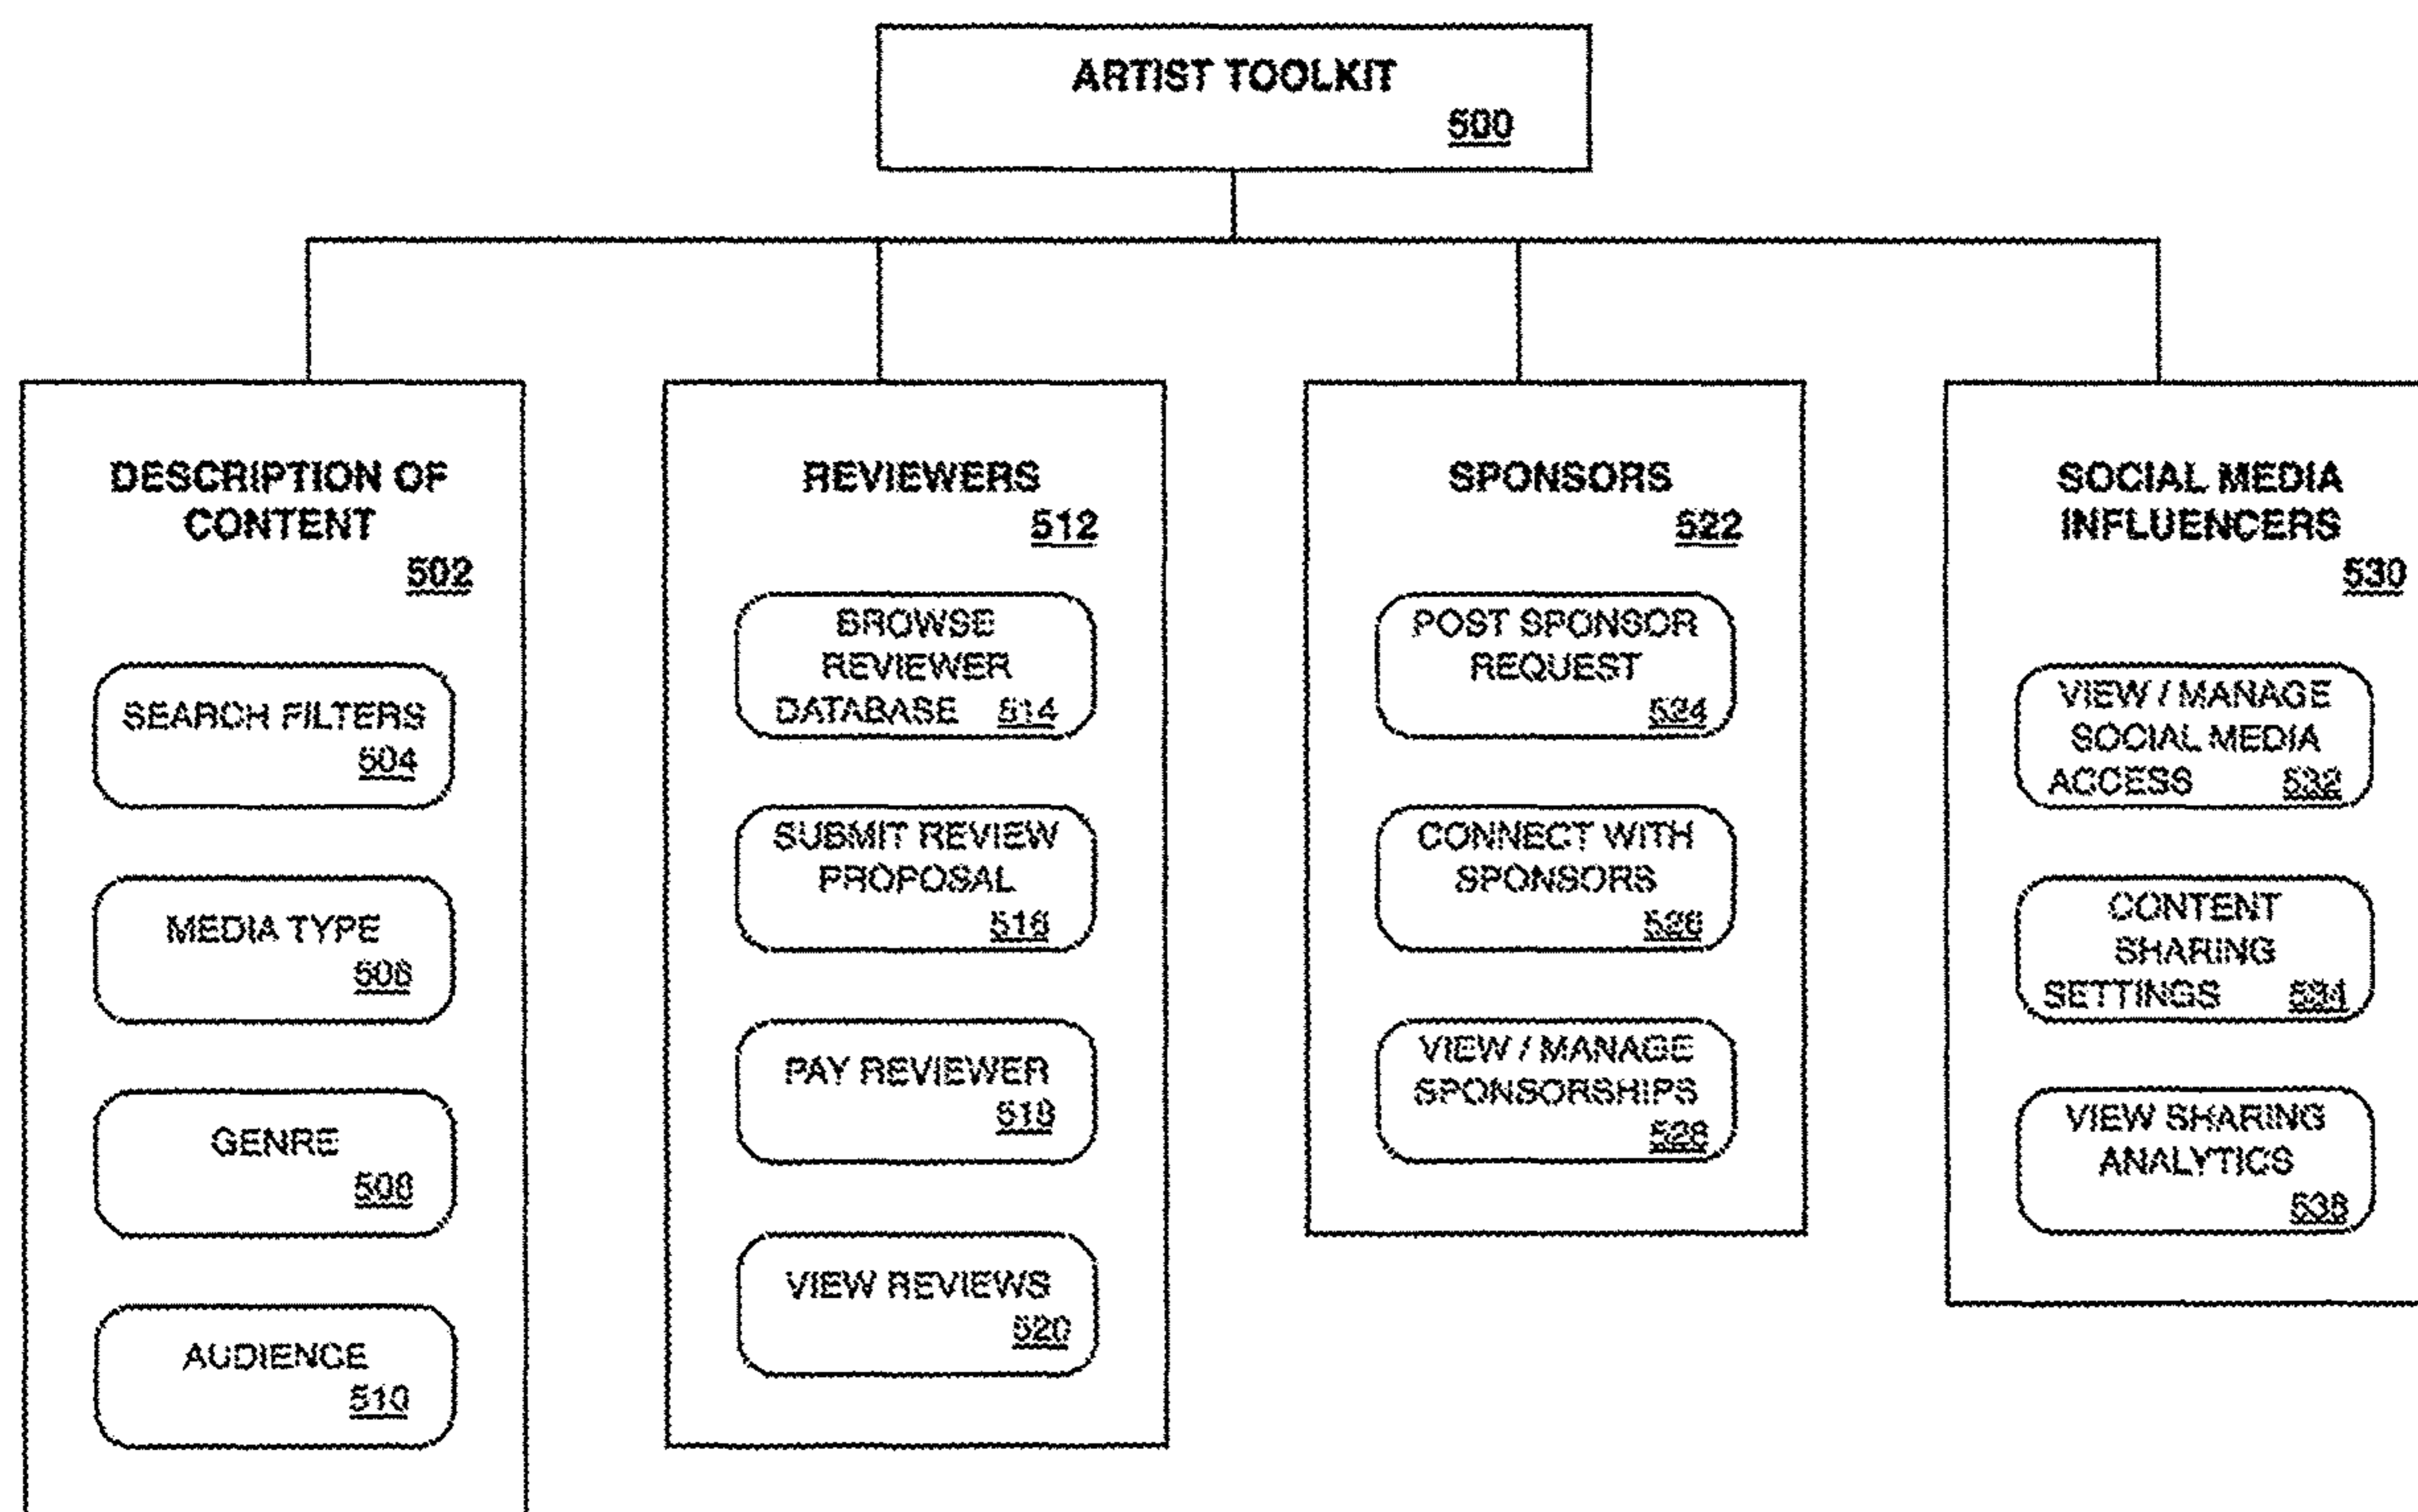 ARTIST TOOLKIT
500
DESCRIPTION OF
CONTENT
502
SEARCH FILTERS
504
MEDIA TYPE
506
GENRE
508
AUDIENCE
510
REVIEWERS
512
BROWSE
REVIEWER
DATABASE 514
SUBMIT REVIEW
PROPOSAL
516
PAY REVIEWER
518
VIEW REVIEWS
520
SPONSORS
522
POST SPONSOR
REQUEST
524
CONNECT WITH
SPONSORS
526
VIEW / MANAGE
SPONSORSHIPS
528
SOCIAL MEDIA
INFLUENCERS
530
VIEW / MANAGE
SOCIAL MEDIA
ACCESS 532
CONTENT
SHARING
SETTINGS 534
VIEW SHARING
ANALYTICS